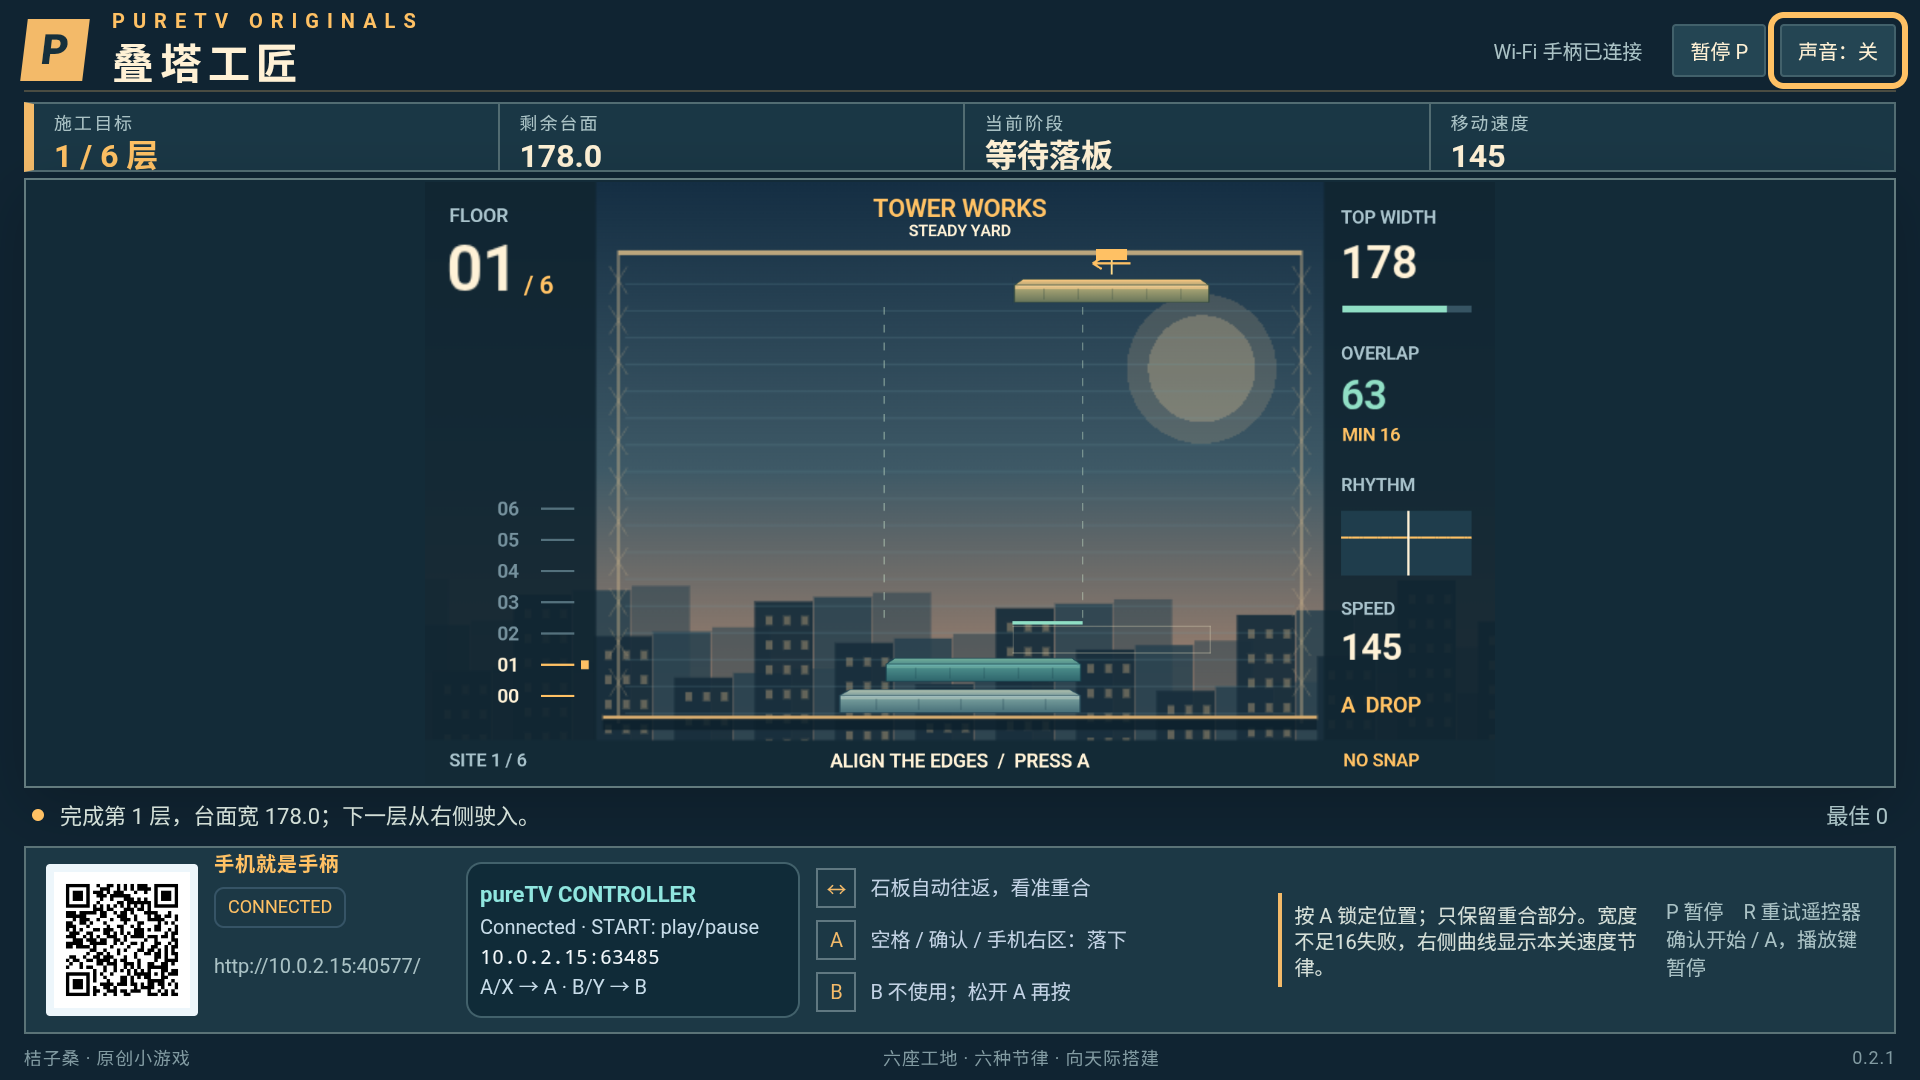 P
PURETV ORIGINALS
叠塔工匠
Wi-Fi 手柄已连接
暂停 P
声音：关
施工目标
1 / 6 层
剩余台面
178.0
当前阶段
等待落板
移动速度
145
FLOOR
01 / 6
TOWER WORKS
STEADY YARD
TOP WIDTH
178
OVERLAP
63
MIN 16
RHYTHM
06
05
04
03
02
01
00
SPEED
145
A DROP
SITE 1 / 6
ALIGN THE EDGES / PRESS A
NO SNAP
完成第 1 层，台面宽 178.0；下一层从右侧驶入。
最佳 0
手机就是手柄
CONNECTED
http://10.0.2.15:40577/
pureTV CONTROLLER
Connected · START: play/pause
10.0.2.15:63485
A/X → A · B/Y → B
↔ 石板自动往返，看准重合
A 空格 / 确认 / 手机右区：落下
B B 不使用；松开 A 再按
按 A 锁定位置；只保留重合部分。宽度
不足16失败，右侧曲线显示本关速度节
律。
P 暂停 R 重试遥控器
确认开始 / A，播放键
暂停
桔子桑 · 原创小游戏
六座工地 · 六种节律 · 向天际搭建
0.2.1